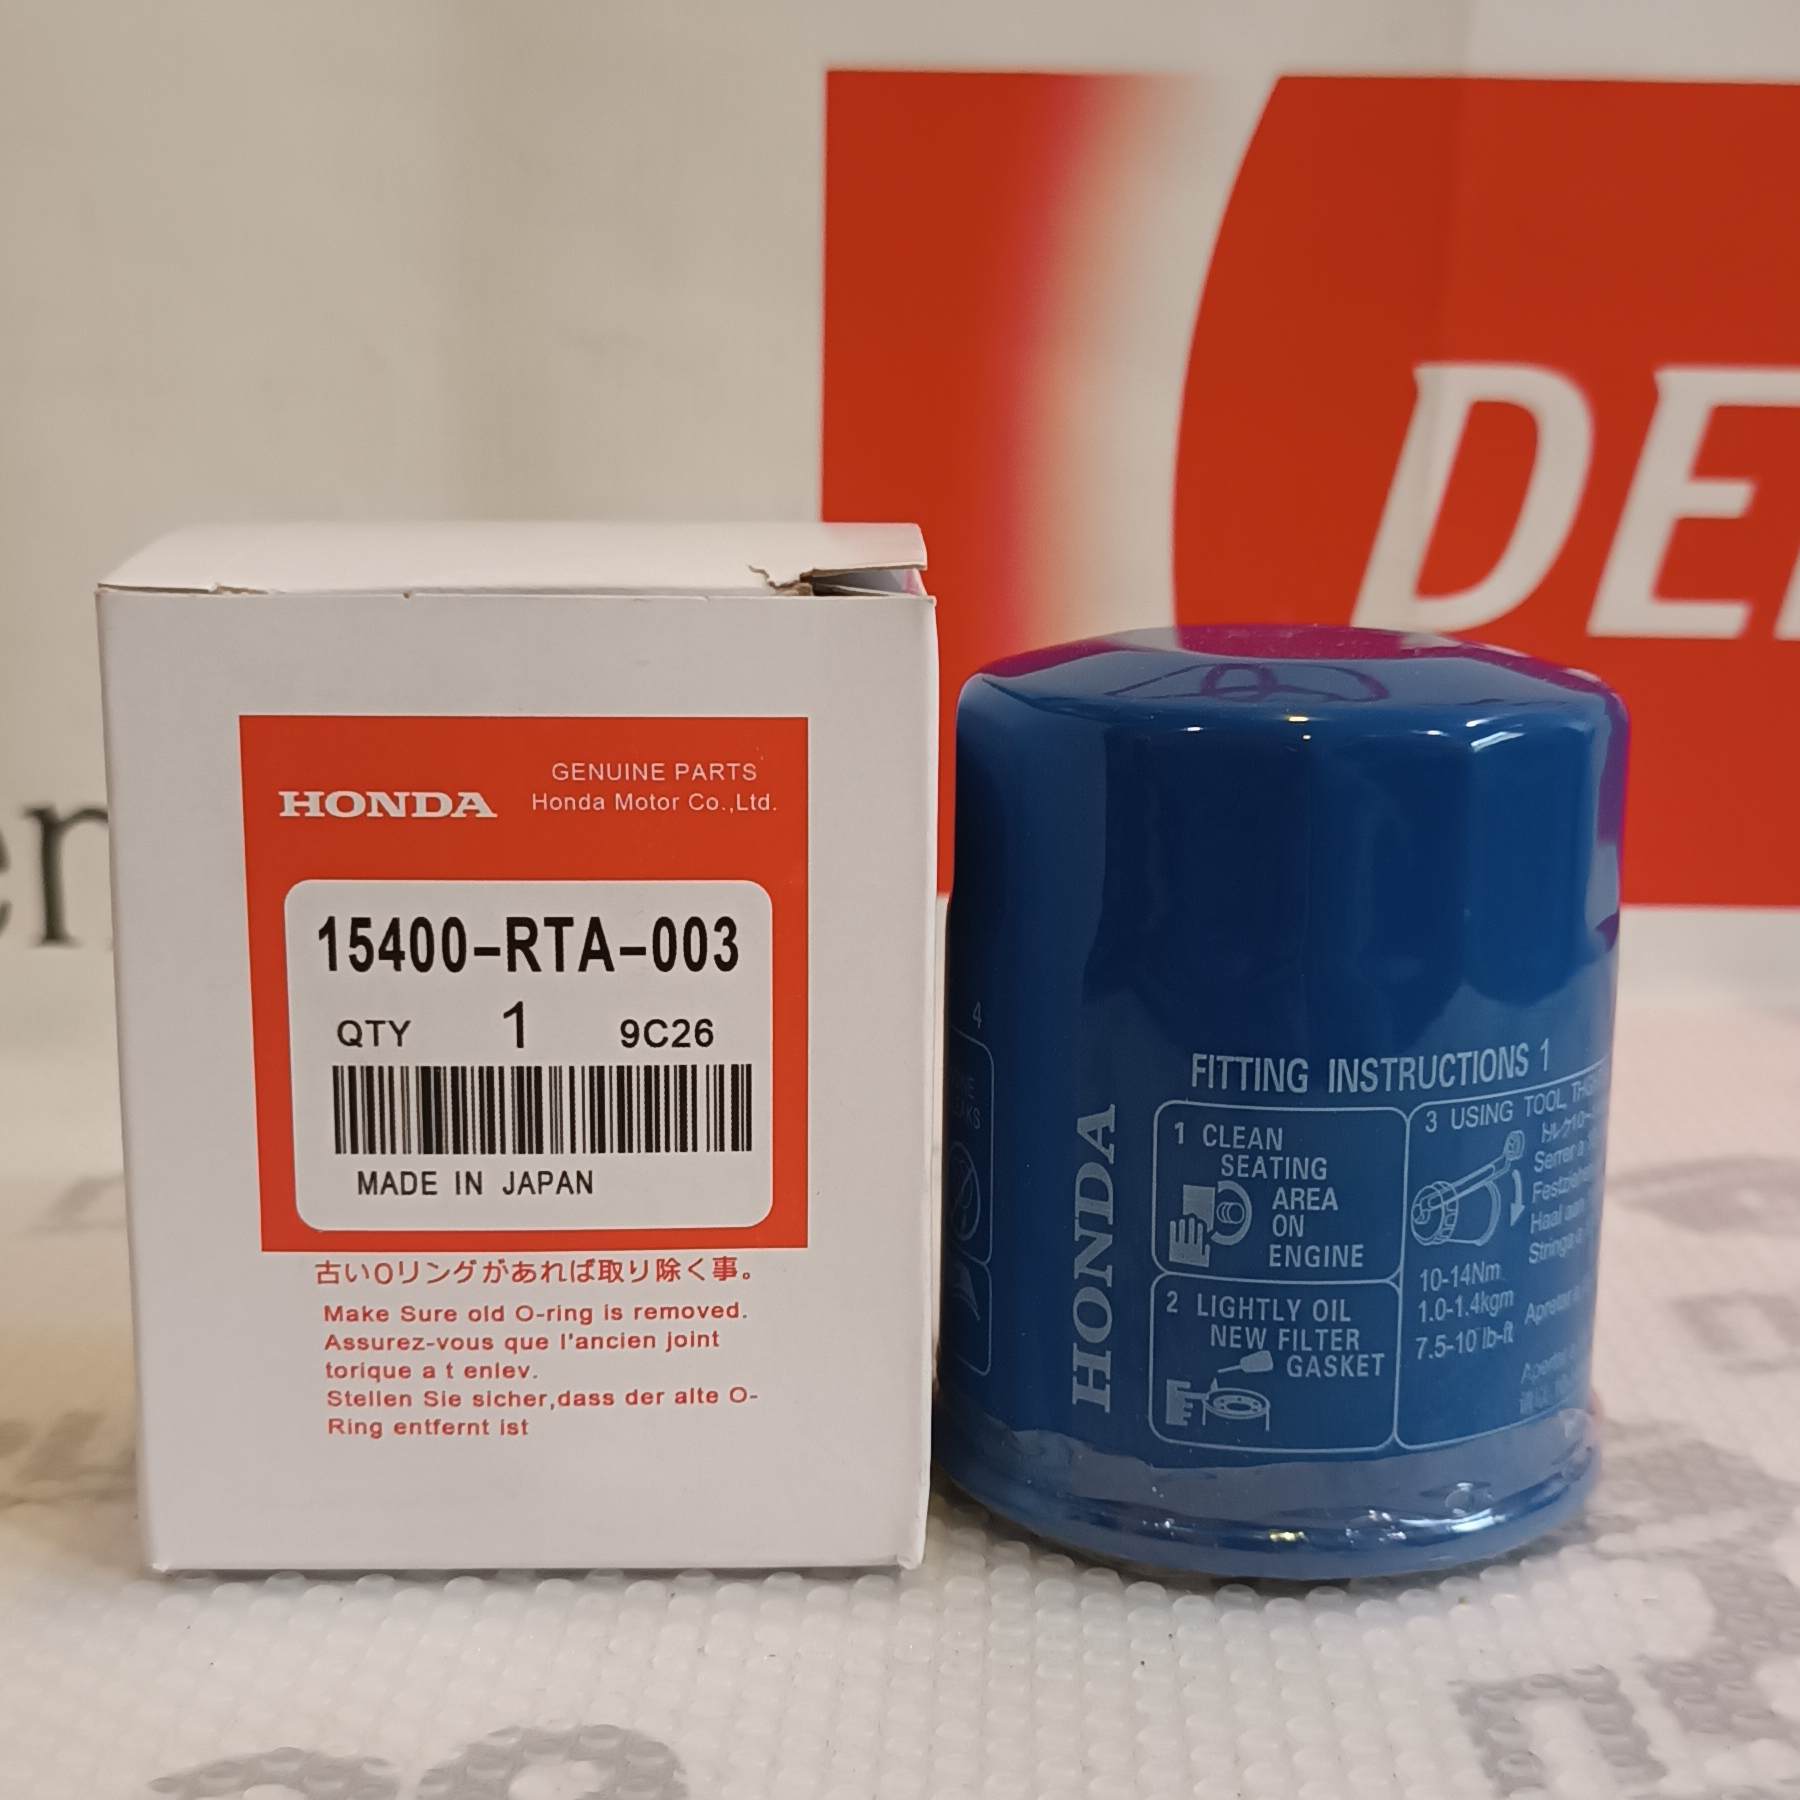 HONDA
GENUINE PARTS
Honda Motor Co.,Ltd.
15400-RTA-003
QTY 1 9C26
MADE IN JAPAN
古いOリングがあれば取り除く事。
Make Sure old O-ring is removed.
Assurez-vous que l'ancien joint
torique a t enlev.
Stellen Sie sicher,dass der alte O-
Ring entfernt ist
4
HONDA
FITTING INSTRUCTIONS 1
1 CLEAN
SEATING
AREA
ON
ENGINE
2 LIGHTLY OIL
NEW FILTER
GASKET
3 USING TOOL,
10-14Nm
1.0-1.4kgm
7.5-10 lb-ft